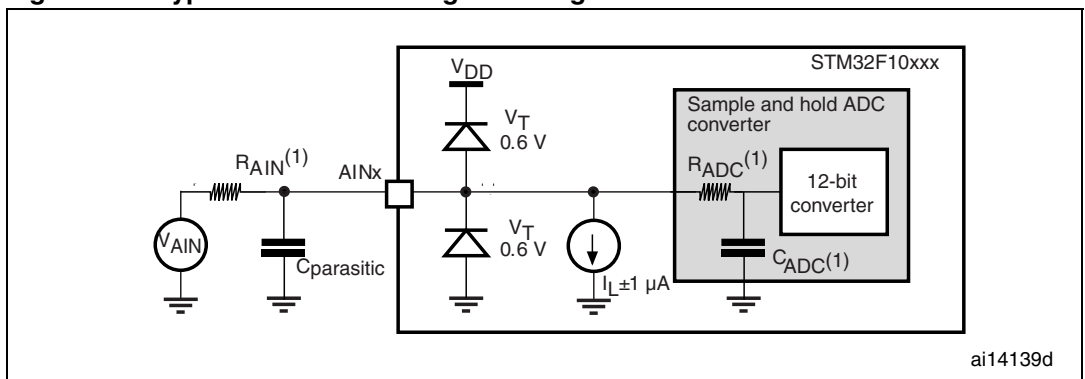 STM32F10xxx
VDD
Sample and hold ADC
converter
VT
0.6 V
RAIN(1)
AINx
RADC(1)
12-bit
converter
VT
0.6 V
VAIN
Cparasitic
IL±1 µA
CADC(1)
ai14139d